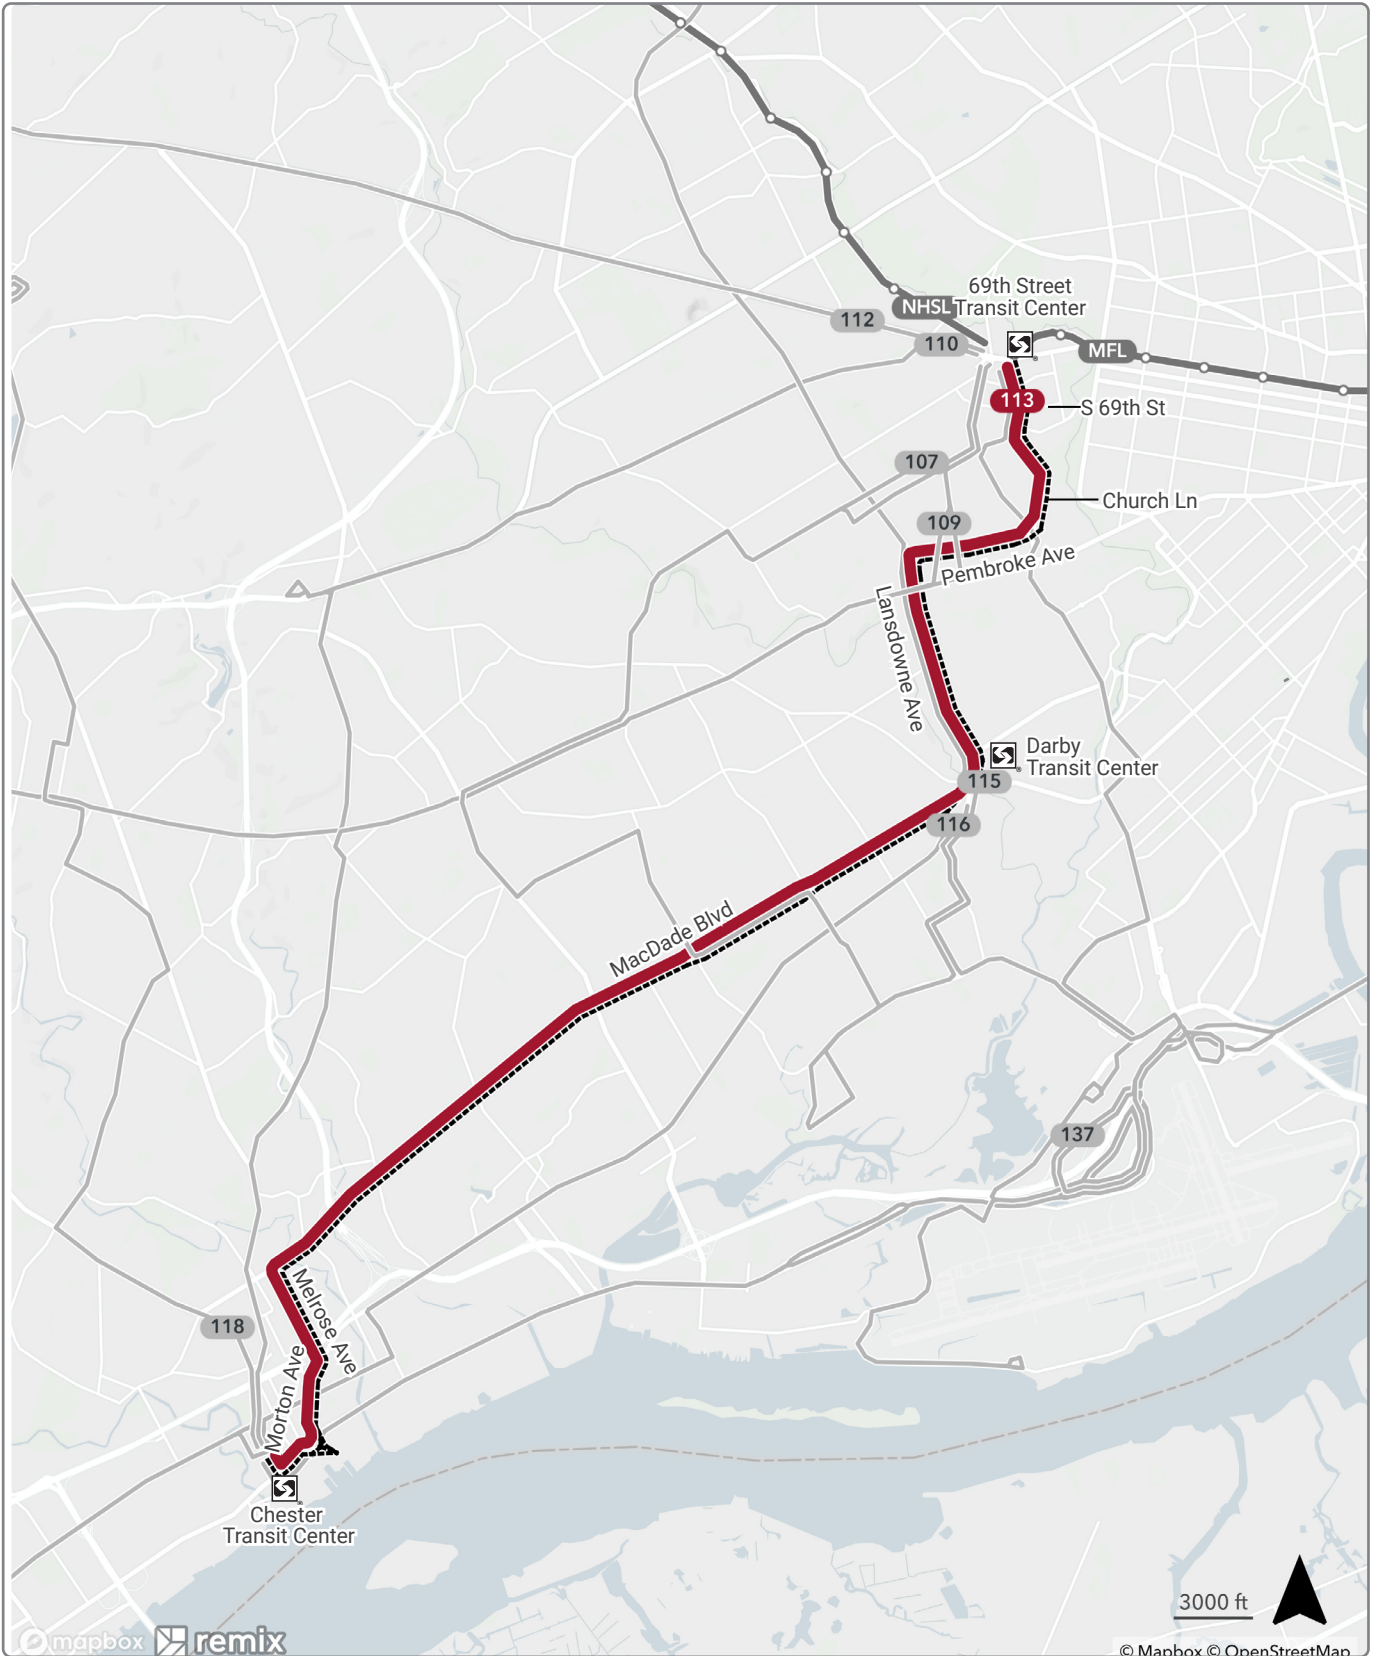 69th Street
Transit Center
NHSL
112
110
MFL
113
S 69th St
107
Church Ln
109
Pembroke Ave
Lansdowne Ave
Darby
Transit Center
115
116
MacDade Blvd
137
Melrose Ave
118
Morton Ave
Chester
Transit Center
3000 ft
mapbox
remix
© Mapbox © OpenStreetMap